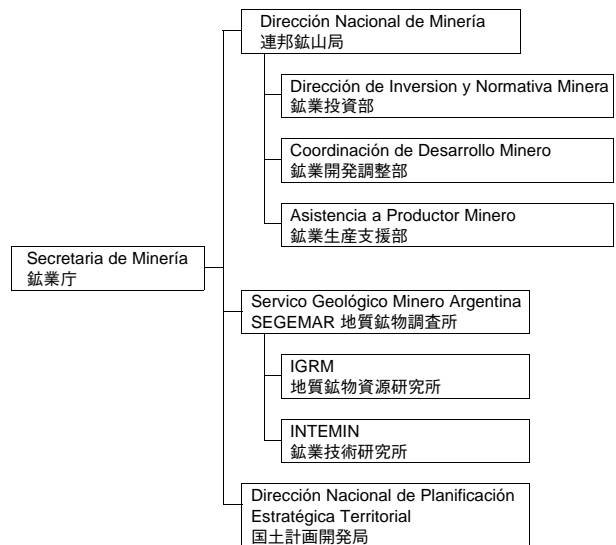 Dirección Nacional de Minería
連邦鉱山局
Dirección de Inversion y Normativa Minera
鉱業投資部
Coordinación de Desarrollo Minero
鉱業開発調整部
Asistencia a Productor Minero
鉱業生産支援部
Secretaria de Minería
鉱業庁
Servico Geológico Minero Argentina
SEGEMAR 地質鉱物調査所
IGRM
地質鉱物資源研究所
INTEMIN
鉱業技術研究所
Dirección Nacional de Planificación
Estratégica Territorial
国土計画開発局